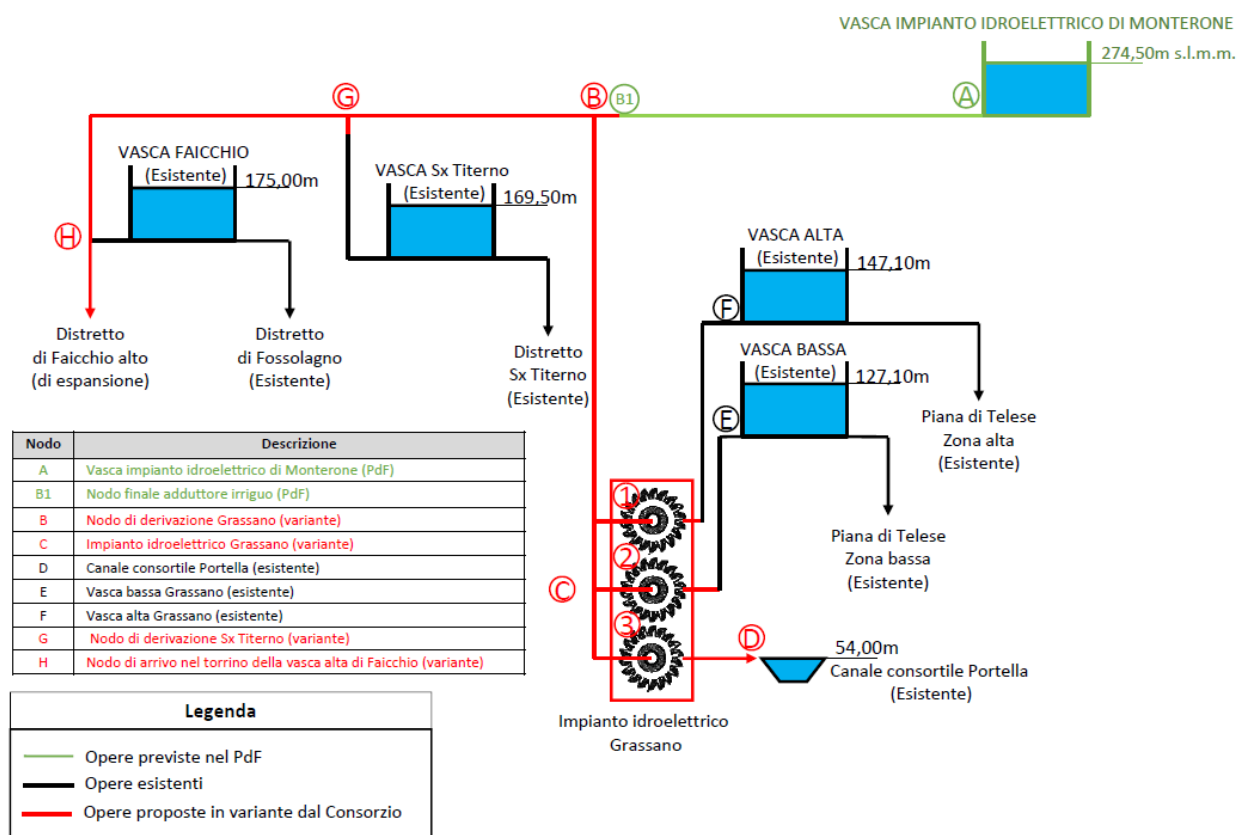 VASCA IMPIANTO IDROELETTRICO DI MONTERONE
274,50m s.l.m.m.
A
B1
B
G
VASCA FAICCHIO
(Esistente)
175,00m
VASCA Sx Titerno
(Esistente)
169,50m
H
VASCA ALTA
(Esistente)
147,10m
F
VASCA BASSA
(Esistente)
127,10m
E
Distretto
di Faicchio alto
(di espansione)
Distretto
di Fossolagno
(Esistente)
Distretto
Sx Titerno
(Esistente)
Piana di Telese
Zona alta
(Esistente)
Piana di Telese
Zona bassa
(Esistente)
1
2
3
C
D
54,00m
Canale consortile Portella
(Esistente)
Impianto idroelettrico
Grassano
Nodo Descrizione
A Vasca impianto idroelettrico di Monterone (PdF)
B1 Nodo finale adduttore irriguo (PdF)
B Nodo di derivazione Grassano (variante)
C Impianto idroelettrico Grassano (variante)
D Canale consortile Portella (esistente)
E Vasca bassa Grassano (esistente)
F Vasca alta Grassano (esistente)
G Nodo di derivazione Sx Titerno (variante)
H Nodo di arrivo nel torrino della vasca alta di Faicchio (variante)
Legenda
Opere previste nel PdF
Opere esistenti
Opere proposte in variante dal Consorzio